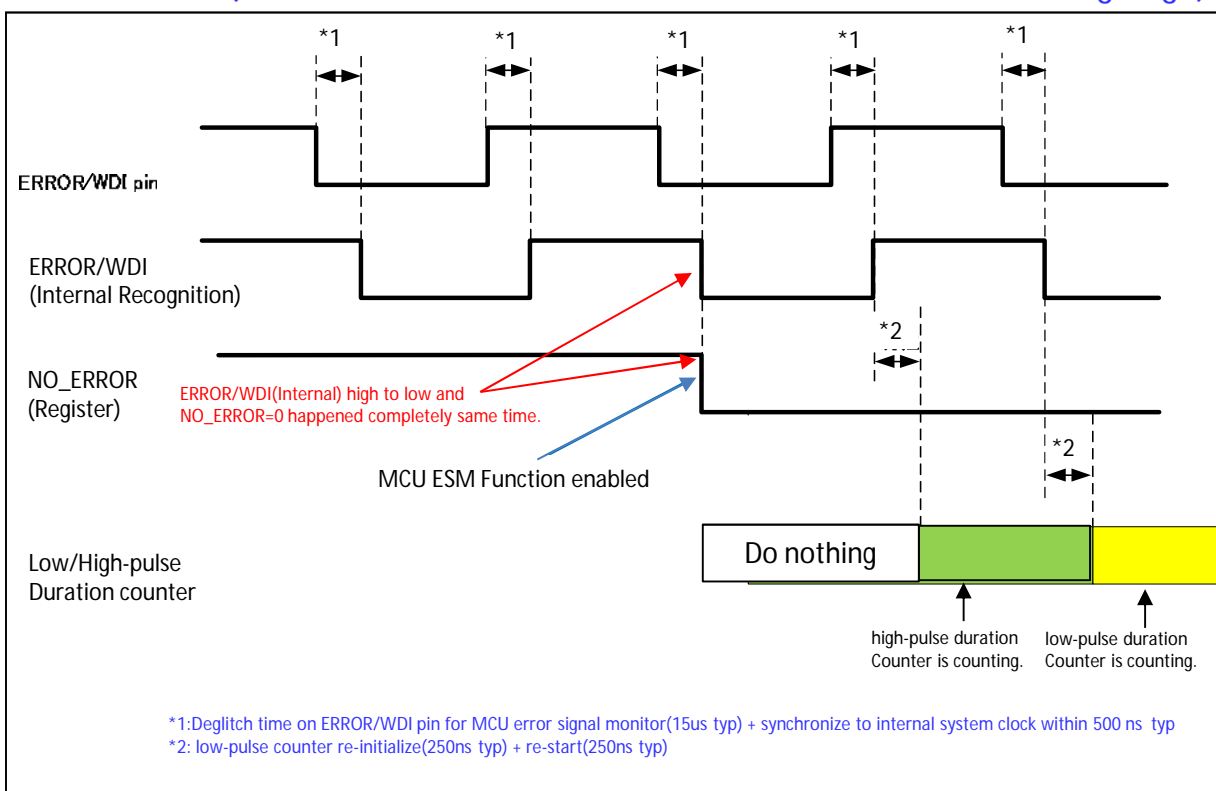 *1 *1 *1 *1 *1
ERROR/WDI pin
ERROR/WDI
(Internal Recognition)
*2
NO_ERROR
(Register)
ERROR/WDI(Internal) high to low and
NO_ERROR=0 happened completely same time.
*2
MCU ESM Function enabled
Low/High-pulse
Duration counter
Do nothing
high-pulse duration
Counter is counting.
low-pulse duration
Counter is counting.
*1:Deglitch time on ERROR/WDI pin for MCU error signal monitor(15us typ) + synchronize to internal system clock within 500 ns typ
*2: low-pulse counter re-initialize(250ns typ) + re-start(250ns typ)